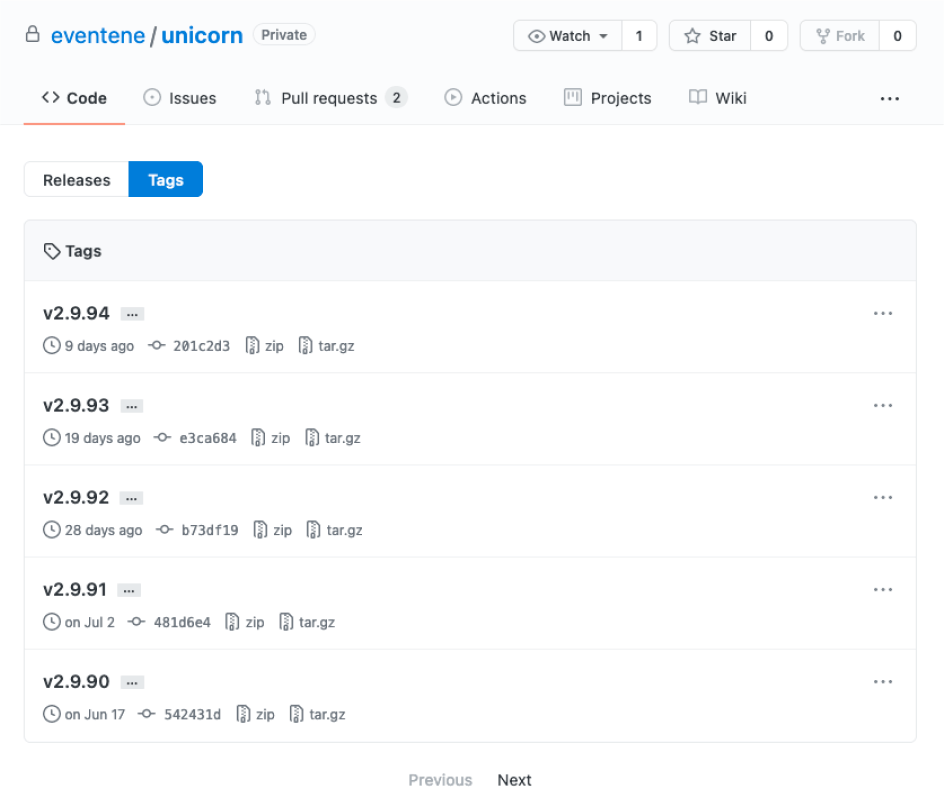 eventene / unicorn Private Watch 1 Star 0 Fork 0
Code Issues Pull requests 2 Actions Projects Wiki ...
Releases Tags
Tags
v2.9.94 ... ...
9 days ago 201c2d3 zip tar.gz
v2.9.93 ... ...
19 days ago e3ca684 zip tar.gz
v2.9.92 ... ...
28 days ago b73df19 zip tar.gz
v2.9.91 ... ...
on Jul 2 481d6e4 zip tar.gz
v2.9.90 ... ...
on Jun 17 542431d zip tar.gz
Previous Next